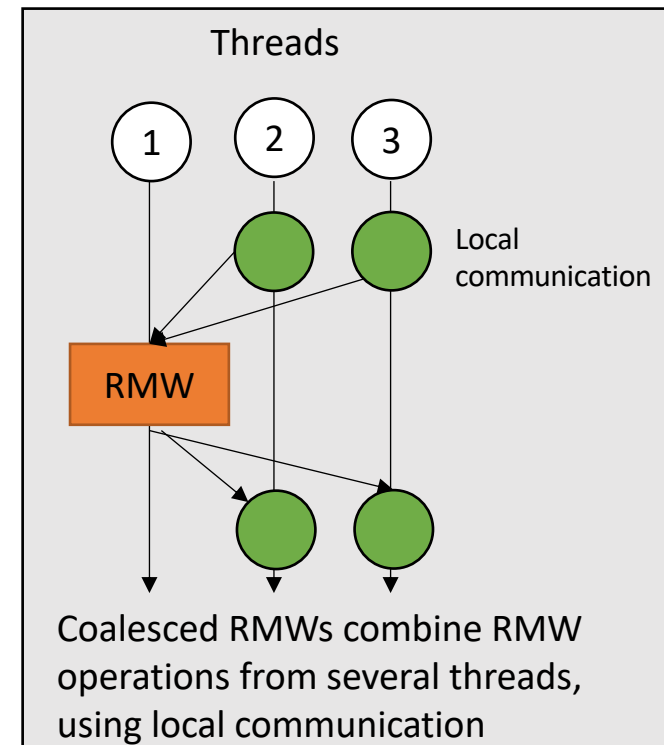 Threads
1 2 3
Local
communication
RMW
Coalesced RMWs combine RMW
operations from several threads,
using local communication